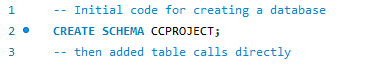 1 -- Initial code for creating a database
2 CREATE SCHEMA CCPROJECT;
3 -- then added table calls directly